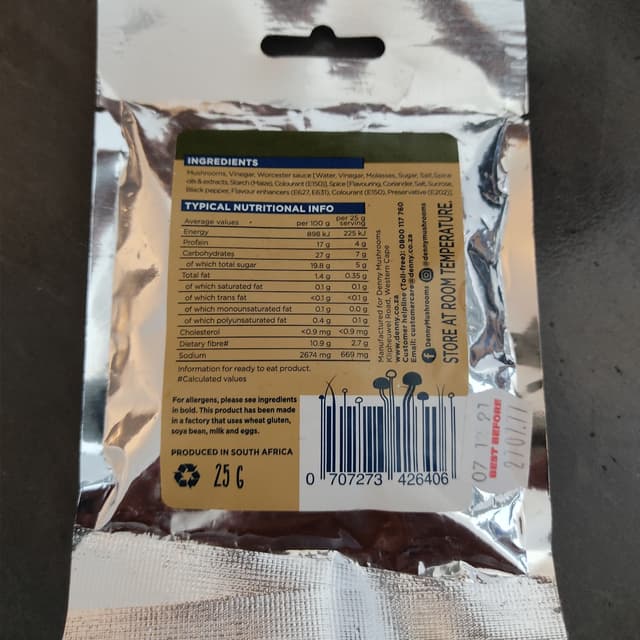 INGREDIENTS
Mushrooms, Vinegar, Worcester sauce [Water, Vinegar, Molasses, Sugar, Salt, Spice
oils & extracts, Starch (Maize), Colourant (E150)], Spice [Flavouring, Coriander, Salt, Sucrose,
Black pepper, Flavour enhancers (E627, E631), Colourant (E150), Preservative (E202)]
TYPICAL NUTRITIONAL INFO
Average values per 100 g per 25 g serving
Energy 898 kJ 225 kJ
Protein 17 g 4 g
Carbohydrates 27 g 7 g
of which total sugar 19.8 g 5 g
Total fat 1.4 g 0.35 g
of which saturated fat 0.1 g 0.1 g
of which trans fat <0.1 g <0.1 g
of which monounsaturated fat 0.1 g 0.0 g
of which polyunsaturated fat 0.4 g 0.1 g
Cholesterol <0.9 mg <0.9 mg
Dietary fibre# 10.9 g 2.7 g
Sodium 2674 mg 669 mg
Information for ready to eat product.
#Calculated values
For allergens, please see ingredients
in bold. This product has been made
in a factory that uses wheat gluten,
soya bean, milk and eggs.
PRODUCED IN SOUTH AFRICA
25 G
Manufactured for Denny Mushrooms
Road, Western Cape
www.denny.co.za
Customer helpline (Toll-free): 0800 117 760
Email: customercare@denny.co.za
DennyMushrooms @dennymushrooms
STORE AT ROOM TEMPERATURE.
0 707273 426406
07 21
BEST BEFORE